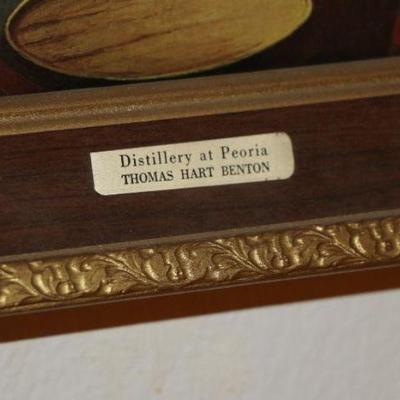 Distillery at Peoria
THOMAS HART BENTON